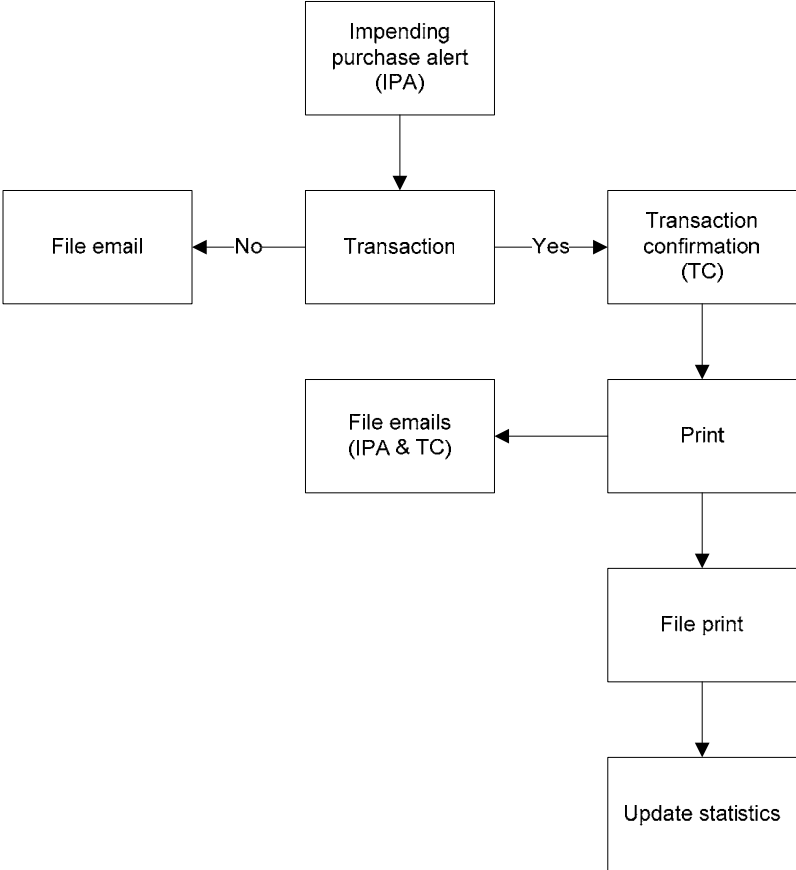 Impending
purchase alert
(IPA)
File email
No
Transaction
Yes
Transaction
confirmation
(TC)
File emails
(IPA & TC)
Print
File print
Update statistics